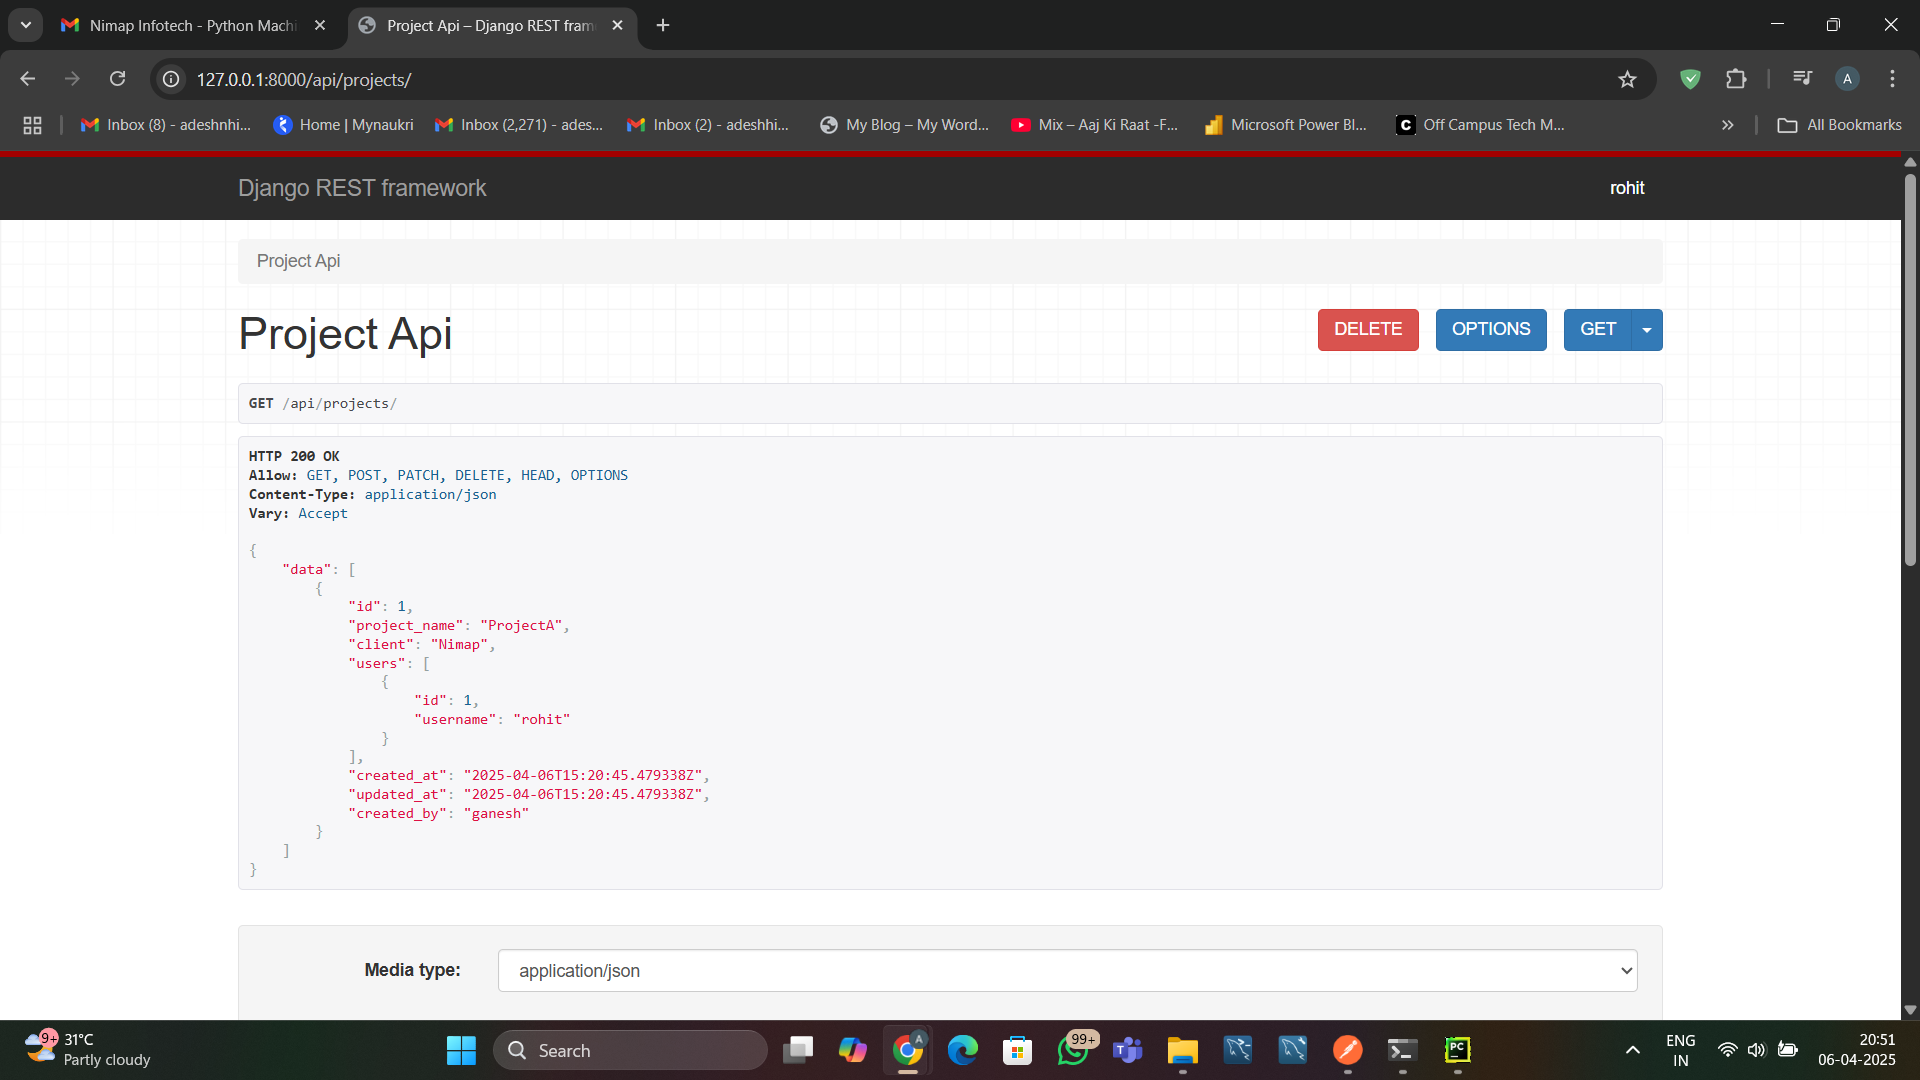 Nimap Infotech - Python Machi
Project Api – Django REST fram
127.0.0.1:8000/api/projects/
A
Inbox (8) - adeshnhi...
Home | Mynaukri
Inbox (2,271) - ades...
Inbox (2) - adeshhi...
My Blog – My Word...
Mix – Aaj Ki Raat -F...
Microsoft Power BI...
C
Off Campus Tech M...
All Bookmarks
Django REST framework
rohit
Project Api
Project Api
DELETE
OPTIONS
GET
GET /api/projects/
HTTP 200 OK
Allow: GET, POST, PATCH, DELETE, HEAD, OPTIONS
Content-Type: application/json
Vary: Accept
{
"data": [
{
"id": 1,
"project_name": "ProjectA",
"client": "Nimap",
"users": [
{
"id": 1,
"username": "rohit"
}
],
"created_at": "2025-04-06T15:20:45.479338Z",
"updated_at": "2025-04-06T15:20:45.479338Z",
"created_by": "ganesh"
}
]
}
Media type:
application/json
9+
31°C
Partly cloudy
Search
A
99+
T
PC
ENG
IN
20:51
06-04-2025